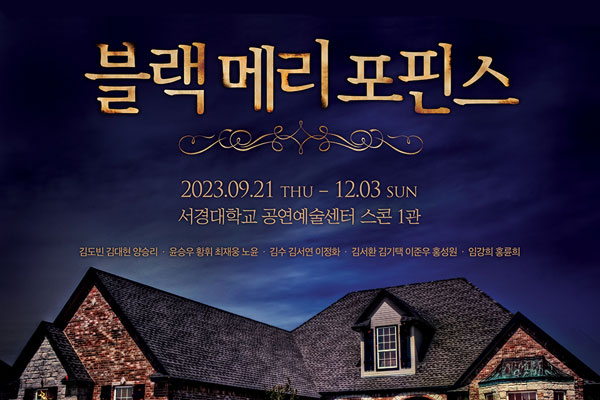 블랙 메리 포핀스
2023.09.21 THU – 12.03 SUN
서경대학교 공연예술센터 스콘 1관
김도빈 김대현 양승리 · 윤승우 황휘 최재웅 노윤 · 김수 김서연 이정화 · 김서환 김기택 이준우 홍성원 · 임강희 홍륜희